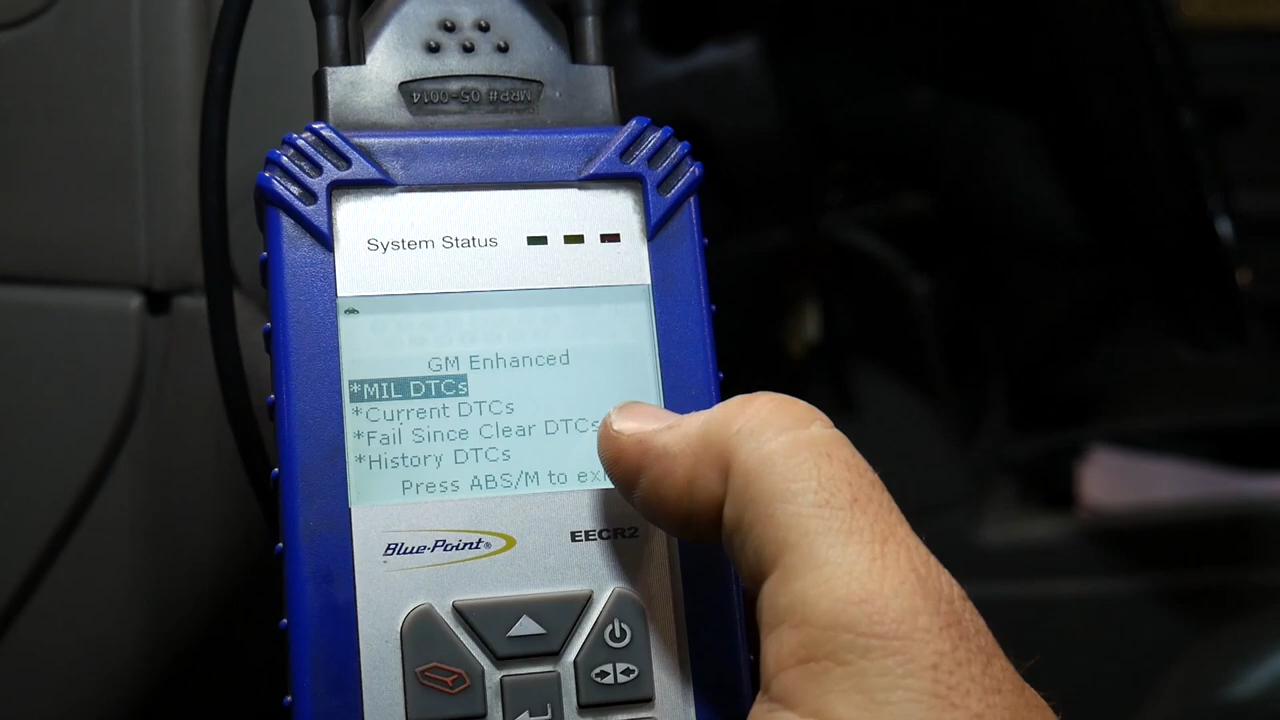 MRP# 05-0014
System Status
GM Enhanced
*MIL DTCs
*Current DTCs
*Fail Since Clear DTCs
*History DTCs
Press ABS/M to
Blue-Point®
EECR2